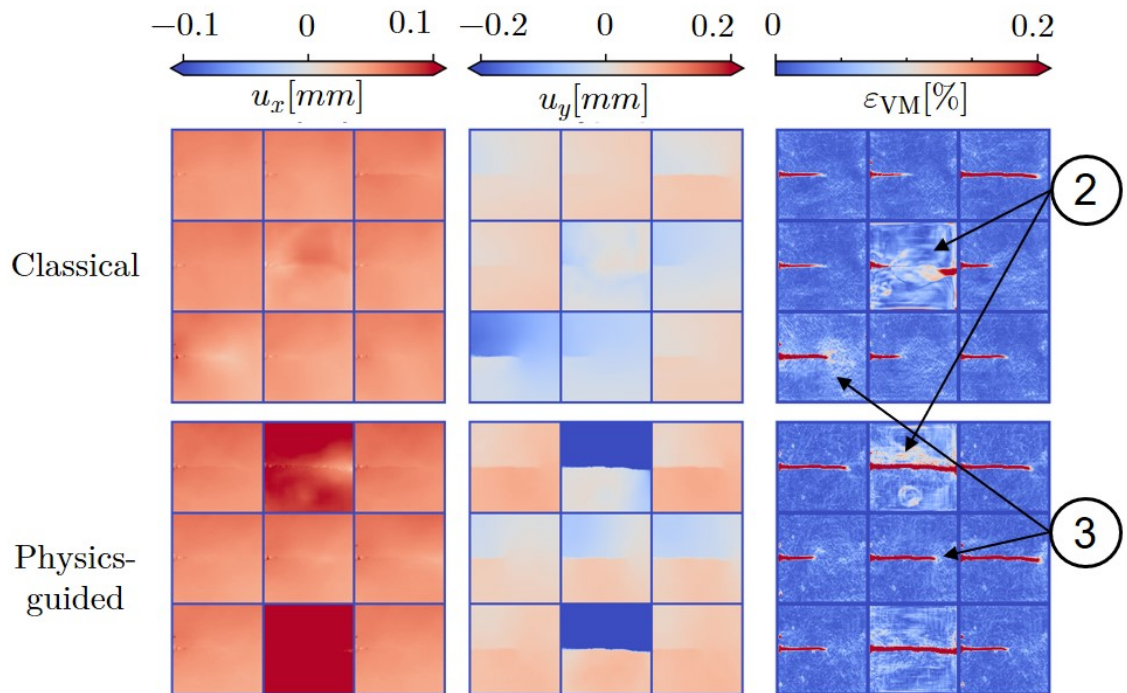 −0.1 0 0.1 −0.2 0 0.2 0 0.2
u_x[mm] u_y[mm] ε_VM[%]
2
Classical
3
Physics-
guided